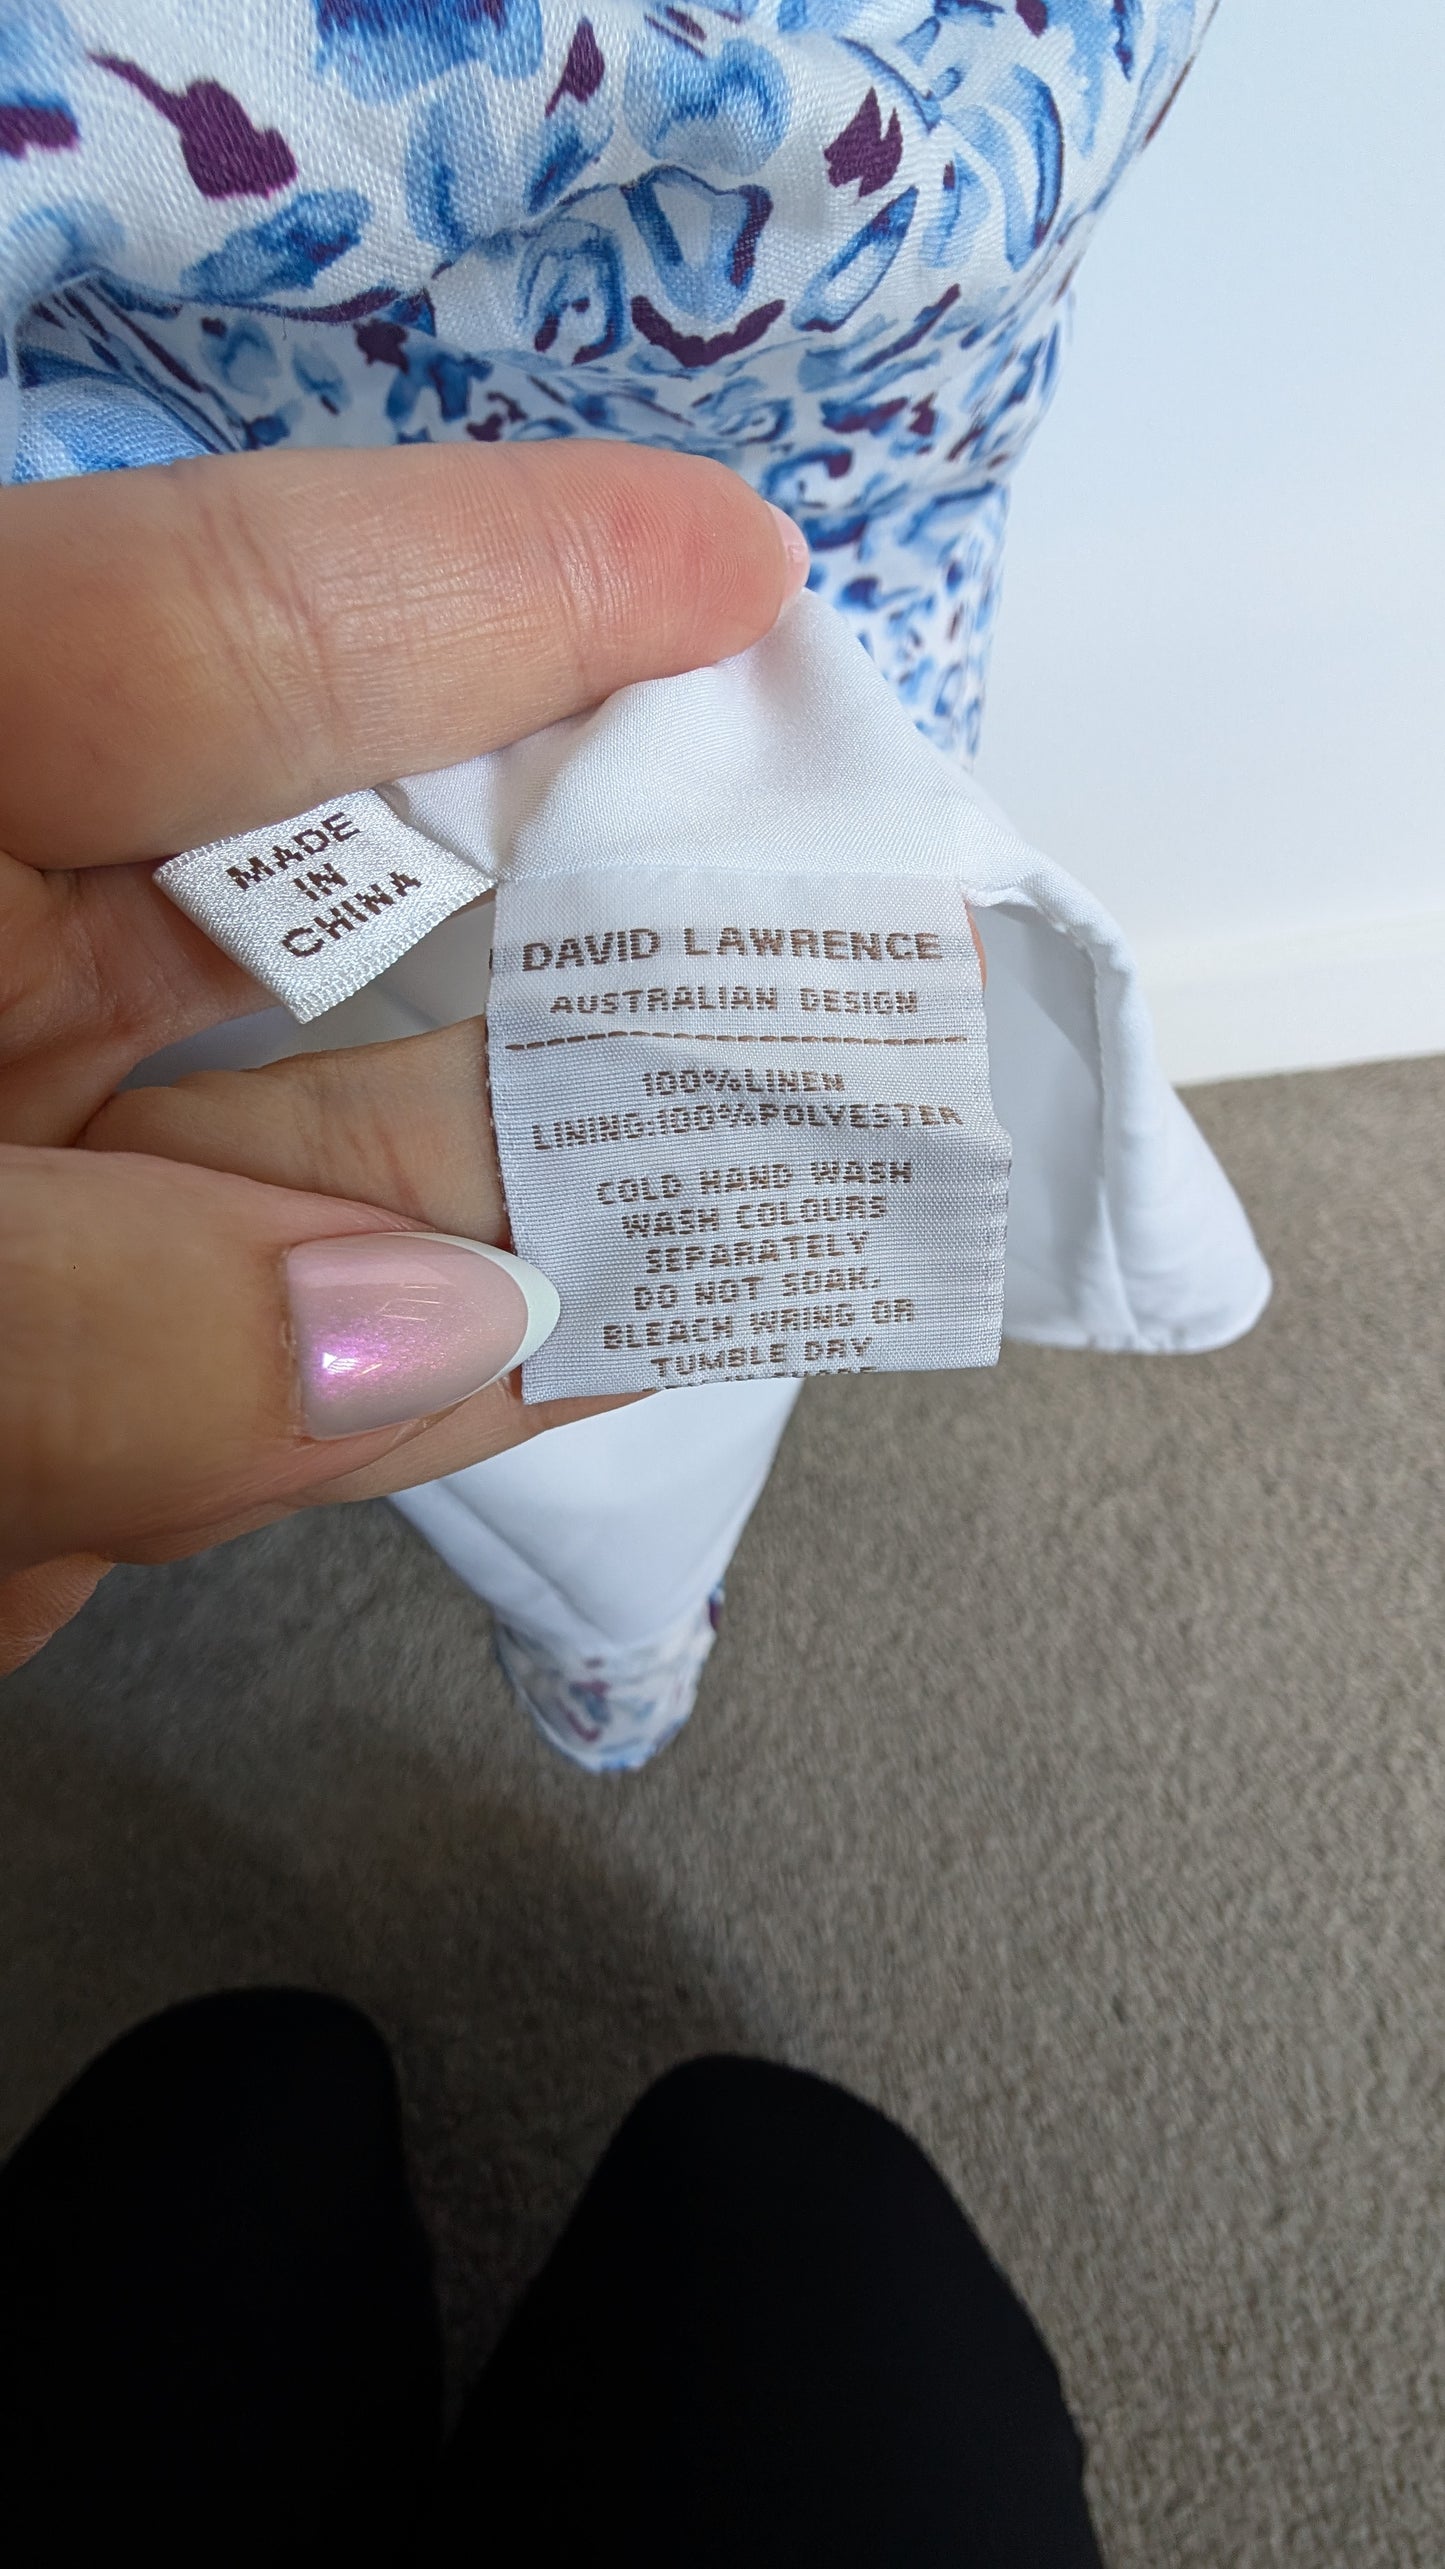 MADE
IN
CHINA
DAVID LAWRENCE
AUSTRALIAN DESIGN
100%LINEN
LINING:100%POLYESTER
COLD HAND WASH
WASH COLOURS
SEPARATELY
DO NOT SOAK,
BLEACH WRING OR
TUMBLE DRY